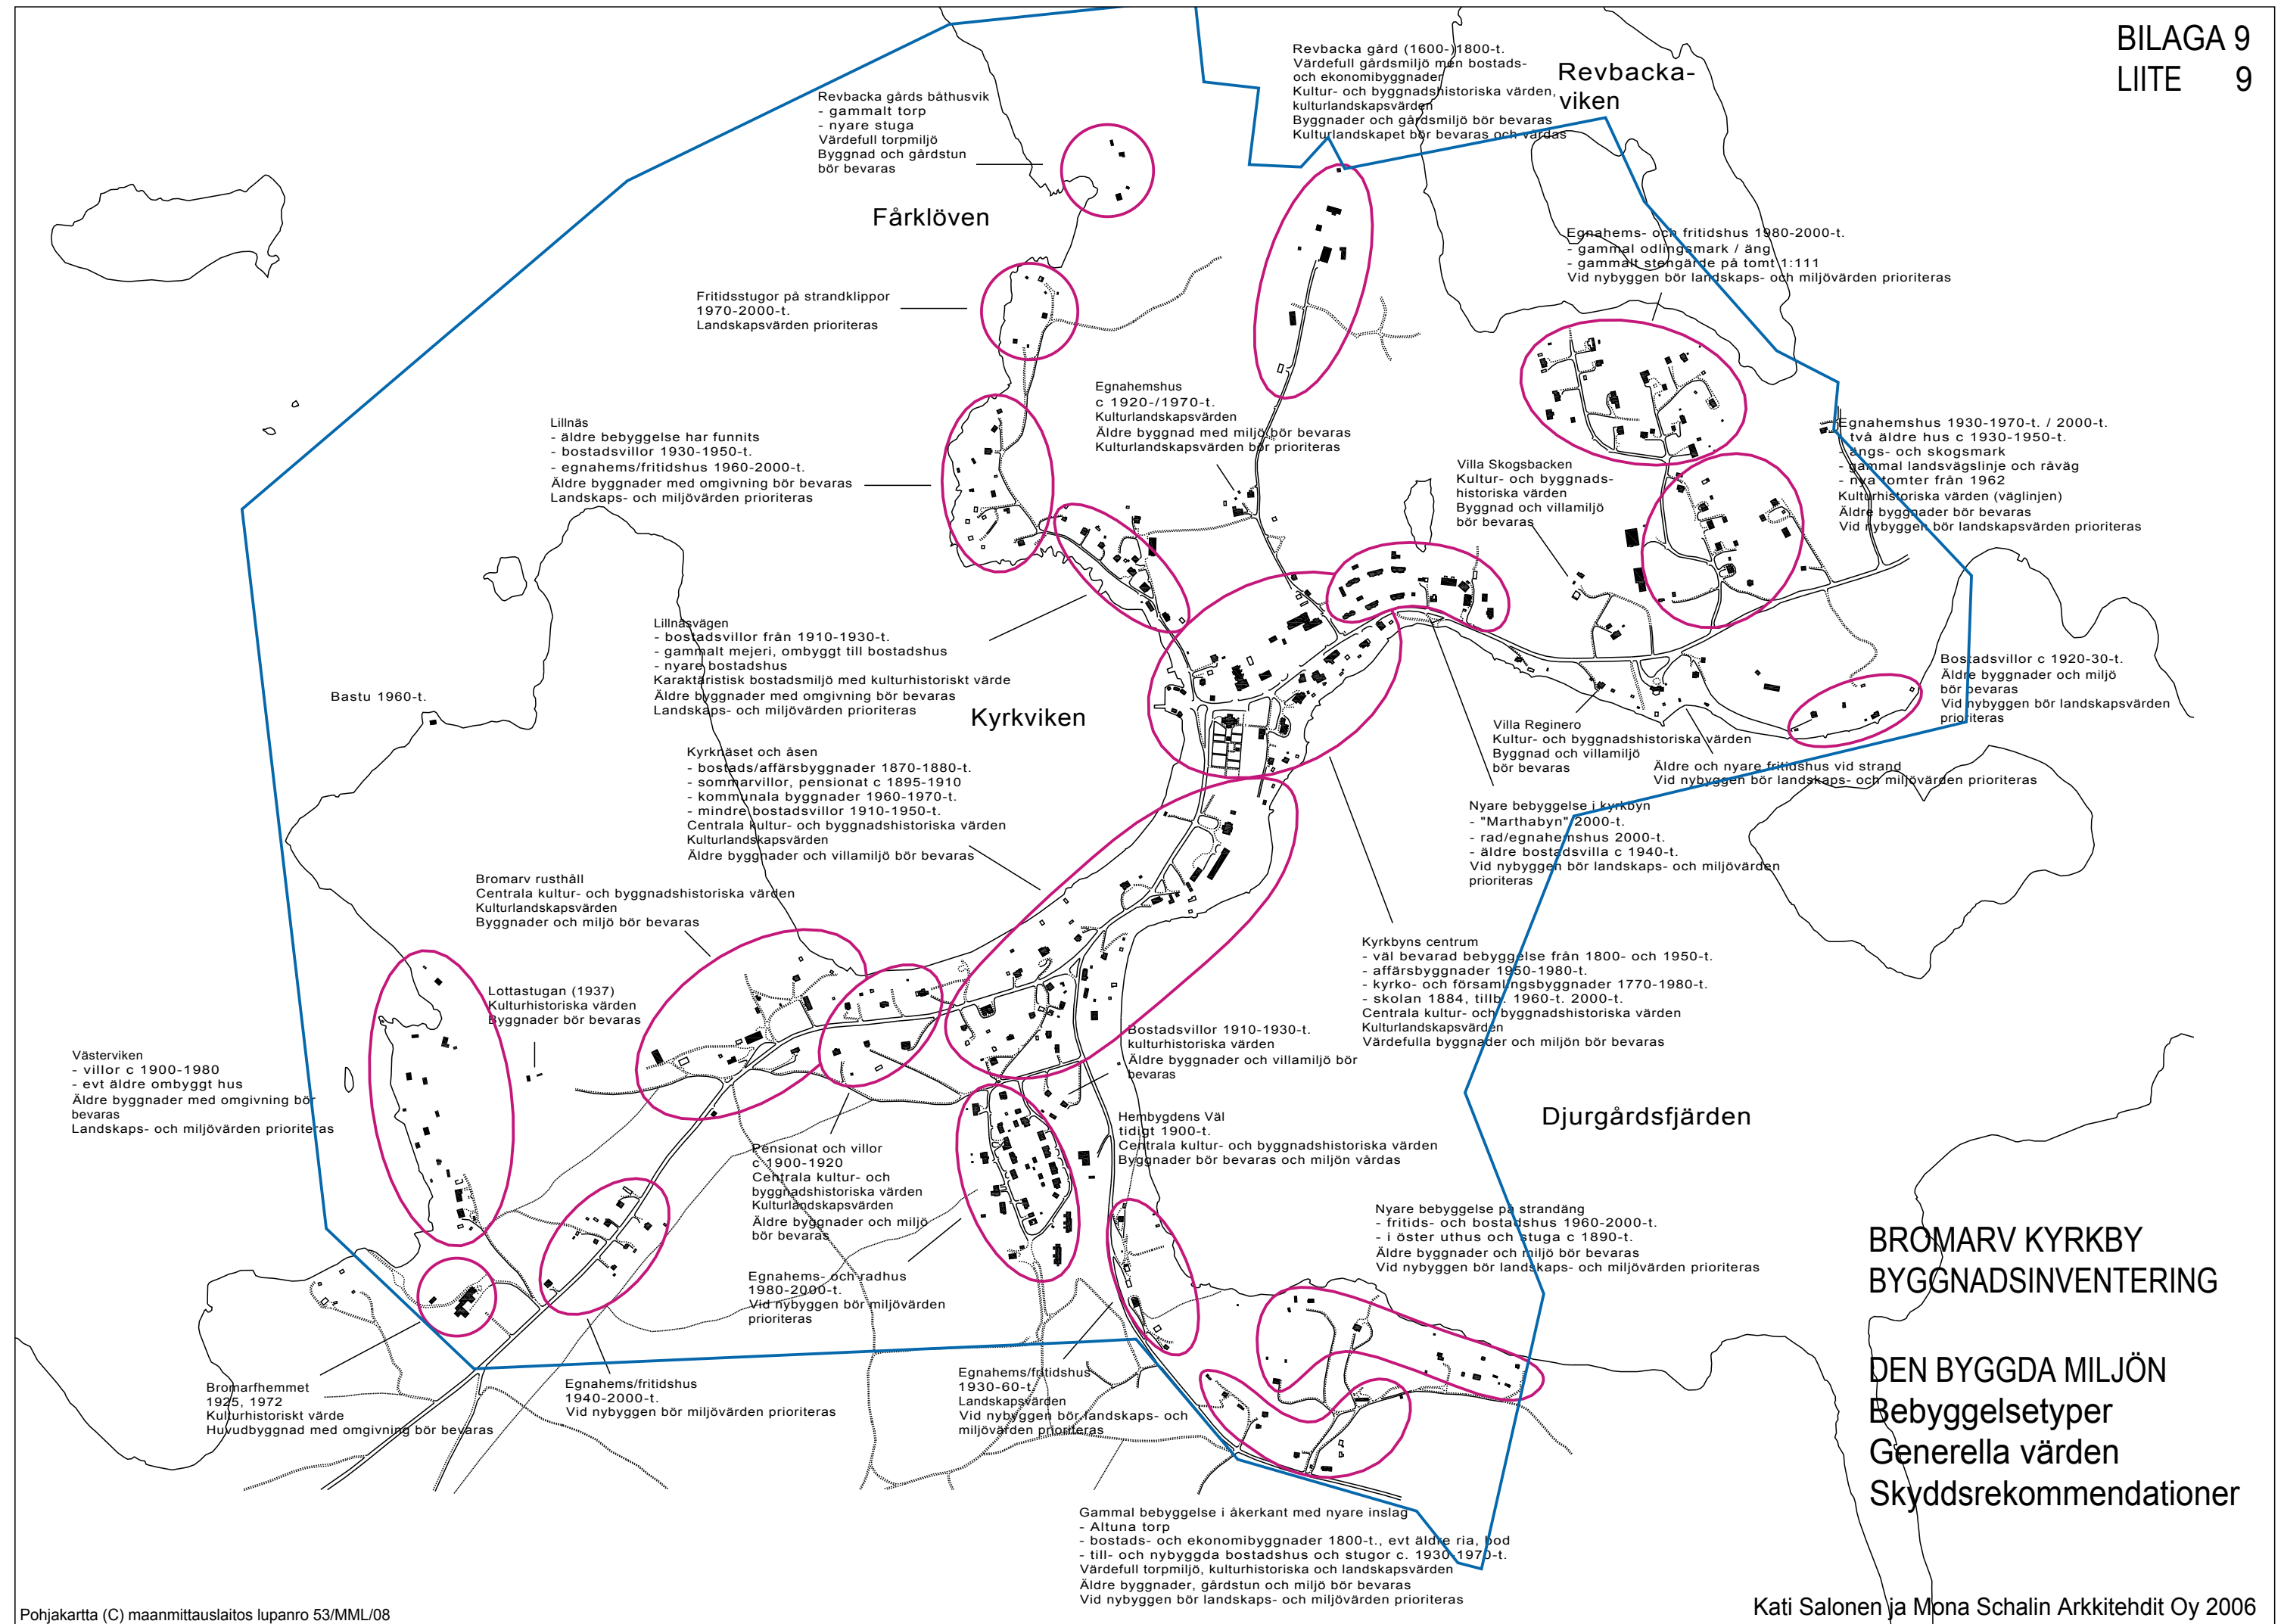 BILAGA 9
LIITE 9
Revbacka gård (1600-)1800-t.
Värdefull gårdsmiljö men bostads-
och ekonomibyggnader
Kultur- och byggnadshistoriska värden,
kulturlandskapsvärden
Byggnader och gårdsmiljö bör bevaras
Kulturlandskapet bör bevaras och vårdas
Revbacka-
viken
Revbacka gårds båthusvik
- gammalt torp
- nyare stuga
Värdefull torpmiljö
Byggnad och gårdstun
bör bevaras
Fårklöven
Egnahems- och fritidshus 1980-2000-t.
- gammal odlingsmark / äng
- gammalt stengärde på tomt 1:111
Vid nybyggen bör landskaps- och miljövärden prioriteras
Fritidsstugor på strandklippor
1970-2000-t.
Landskapsvärden prioriteras
Egnahemshus
c 1920-/1970-t.
Kulturlandskapsvärden
Äldre byggnad med miljö bör bevaras
Kulturlandskapsvärden bör prioriteras
Lillnäs
- äldre bebyggelse har funnits
- bostadsvillor 1930-1950-t.
- egnahems/fritidshus 1960-2000-t.
Äldre byggnader med omgivning bör bevaras
Landskaps- och miljövärden prioriteras
Egnahemshus 1930-1970-t. / 2000-t.
- två äldre hus c 1930-1950-t.
- ängs- och skogsmark
- gammal landsvägslinje och råväg
- nya tomter från 1962
Kulturhistoriska värden (väglinjen)
Äldre byggnader bör bevaras
Vid nybyggen bör landskapsvärden prioriteras
Villa Skogsbacken
Kultur- och byggnads-
historiska värden
Byggnad och villamiljö
bör bevaras
Lillnäsvägen
- bostadsvillor från 1910-1930-t.
- gammalt mejeri, ombyggt till bostadshus
- nyare bostadshus
Karaktäristisk bostadsmiljö med kulturhistoriskt värde
Äldre byggnader med omgivning bör bevaras
Landskaps- och miljövärden prioriteras
Bastu 1960-t.
Kyrkviken
Bostadsvillor c 1920-30-t.
Äldre byggnader och miljö
bör bevaras
Vid nybyggen bör landskapsvärden
prioriteras
Villa Reginero
Kultur- och byggnadshistoriska värden
Byggnad och villamiljö
bör bevaras
Äldre och nyare fritidshus vid strand
Vid nybyggen bör landskaps- och miljövärden prioriteras
Kyrknäset och åsen
- bostads/affärsbyggnader 1870-1880-t.
- sommarvillor, pensionat c 1895-1910
- kommunala byggnader 1960-1970-t.
- mindre bostadsvillor 1910-1950-t.
Centrala kultur- och byggnadshistoriska värden
Kulturlandskapsvärden
Äldre byggnader och villamiljö bör bevaras
Nyare bebyggelse i kyrkbyn
- "Marthabyn" 2000-t.
- rad/egnahemshus 2000-t.
- äldre bostadsvilla c 1940-t.
Vid nybyggen bör landskaps- och miljövärden
prioriteras
Bromarv rusthåll
Centrala kultur- och byggnadshistoriska värden
Kulturlandskapsvärden
Byggnader och miljö bör bevaras
Kyrkbyns centrum
- väl bevarad bebyggelse från 1800- och 1950-t.
- affärsbyggnader 1950-1980-t.
- kyrko- och församlingsbyggnader 1770-1980-t.
- skolan 1884, tillb. 1960-t. 2000-t.
Centrala kultur- och byggnadshistoriska värden
Kulturlandskapsvärden
Värdefulla byggnader och miljön bör bevaras
Lottastugan (1937)
Kulturhistoriska värden
Byggnader bör bevaras
Bostadsvillor 1910-1930-t.
kulturhistoriska värden
Äldre byggnader och villamiljö bör
bevaras
Västerviken
- villor c 1900-1980
- evt äldre ombyggt hus
Äldre byggnader med omgivning bör
bevaras
Landskaps- och miljövärden prioriteras
Djurgårdsfjärden
Hembygdens Väl
tidigt 1900-t.
Centrala kultur- och byggnadshistoriska värden
Byggnader bör bevaras och miljön vårdas
Pensionat och villor
c 1900-1920
Centrala kultur- och
byggnadshistoriska värden
Kulturlandskapsvärden
Äldre byggnader och miljö
bör bevaras
Nyare bebyggelse på strandäng
- fritids- och bostadshus 1960-2000-t.
- i öster uthus och stuga c 1890-t.
Äldre byggnader och miljö bör bevaras
Vid nybyggen bör landskaps- och miljövärden prioriteras
Egnahems- och radhus
1980-2000-t.
Vid nybyggen bör miljövärden
prioriteras
BROMARV KYRKBY
BYGGNADSINVENTERING
DEN BYGGDA MILJÖN
Bebyggelsetyper
Generella värden
Skyddsrekommendationer
Bromarfhemmet
1925, 1972
Kulturhistoriskt värde
Huvudbyggnad med omgivning bör bevaras
Egnahems/fritidshus
1940-2000-t.
Vid nybyggen bör miljövärden prioriteras
Egnahems/fritidshus
1930-60-t.
Landskapsvärden
Vid nybyggen bör landskaps- och
miljövärden prioriteras
Gammal bebyggelse i åkerkant med nyare inslag
- Altuna torp
- bostads- och ekonomibyggnader 1800-t., evt äldre ria, bod
- till- och nybyggda bostadshus och stugor c. 1930-1970-t.
Värdefull torpmiljö, kulturhistoriska och landskapsvärden
Äldre byggnader, gårdstun och miljö bör bevaras
Vid nybyggen bör landskaps- och miljövärden prioriteras
Pohjakartta (C) maanmittauslaitos lupanro 53/MML/08
Kati Salonen ja Mona Schalin Arkkitehdit Oy 2006